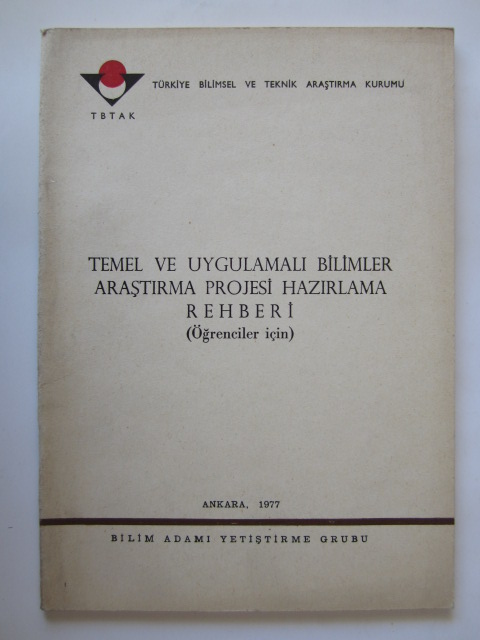 TÜRKİYE BİLİMSEL VE TEKNİK ARAŞTIRMA KURUMU
TBTAK
TEMEL VE UYGULAMALI BİLİMLER
ARAŞTIRMA PROJESİ HAZIRLAMA
REHBERİ
(Öğrenciler için)
ANKARA, 1977
BİLİM ADAMI YETİŞTİRME GRUBU